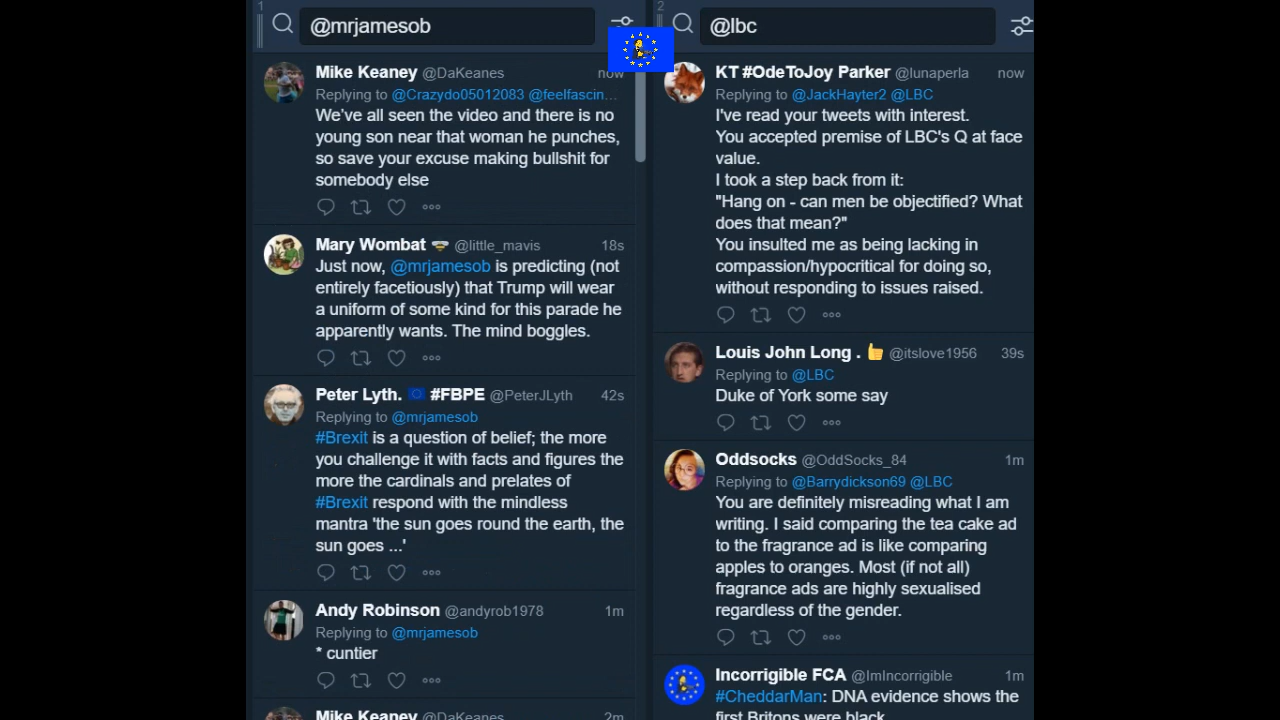 1
@mrjamesob
Mike Keaney @DaKeanes now
Replying to @Crazydo05012083 @feelfascin...
We've all seen the video and there is no
young son near that woman he punches,
so save your excuse making bullshit for
somebody else
Mary Wombat @little_mavis 18s
Just now, @mrjamesob is predicting (not
entirely facetiously) that Trump will wear
a uniform of some kind for this parade he
apparently wants. The mind boggles.
Peter Lyth. #FBPE @PeterJLyth 42s
Replying to @mrjamesob
#Brexit is a question of belief; the more
you challenge it with facts and figures the
more the cardinals and prelates of
#Brexit respond with the mindless
mantra 'the sun goes round the earth, the
sun goes ...'
Andy Robinson @andyrob1978 1m
Replying to @mrjamesob
* cuntier
Mike Keaney @DaKeanes 2m
2
@lbc
KT #OdeToJoy Parker @lunaperla now
Replying to @JackHayter2 @LBC
I've read your tweets with interest.
You accepted premise of LBC's Q at face
value.
I took a step back from it:
"Hang on - can men be objectified? What
does that mean?"
You insulted me as being lacking in
compassion/hypocritical for doing so,
without responding to issues raised.
Louis John Long . 👍 @itslove1956 39s
Replying to @LBC
Duke of York some say
Oddsocks @OddSocks_84 1m
Replying to @Barrydickson69 @LBC
You are definitely misreading what I am
writing. I said comparing the tea cake ad
to the fragrance ad is like comparing
apples to oranges. Most (if not all)
fragrance ads are highly sexualised
regardless of the gender.
Incorrigible FCA @ImIncorrigible 1m
#CheddarMan: DNA evidence shows the
first Britons were black